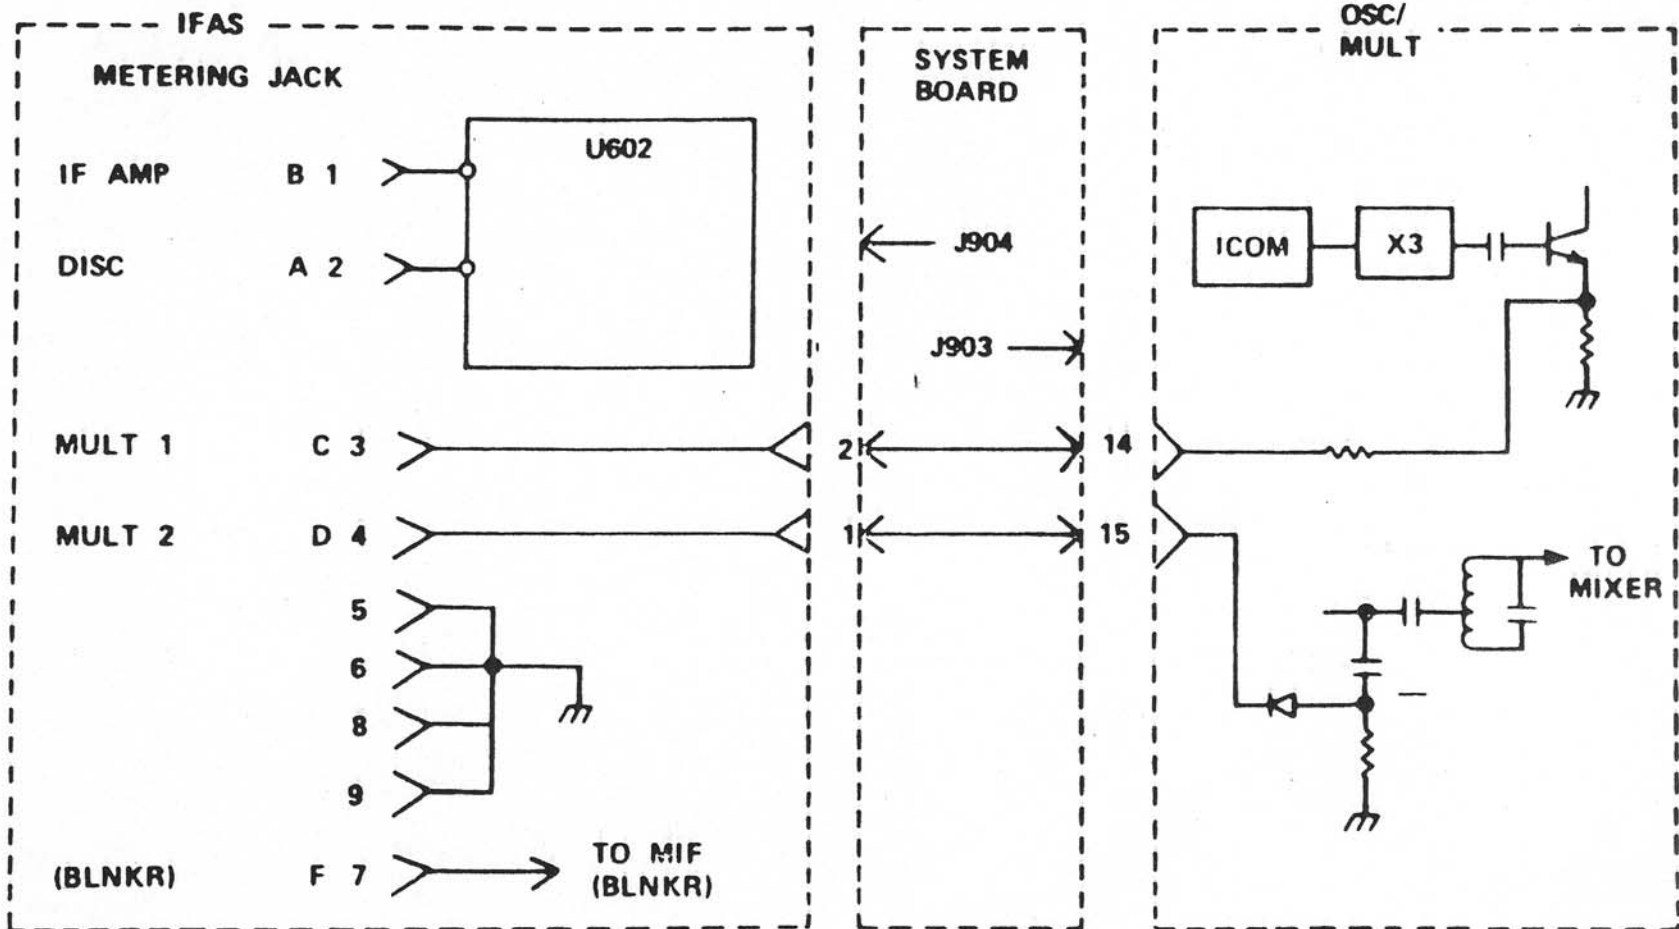 IFAS
METERING JACK
U602
IF AMP B 1
DISC A 2
MULT 1 C 3
MULT 2 D 4
5
6
8
9
(BLNKR) F 7
TO MIF
(BLNKR)
SYSTEM
BOARD
J904
J903
2
14
1
15
OSC/
MULT
ICOM
X3
TO
MIXER